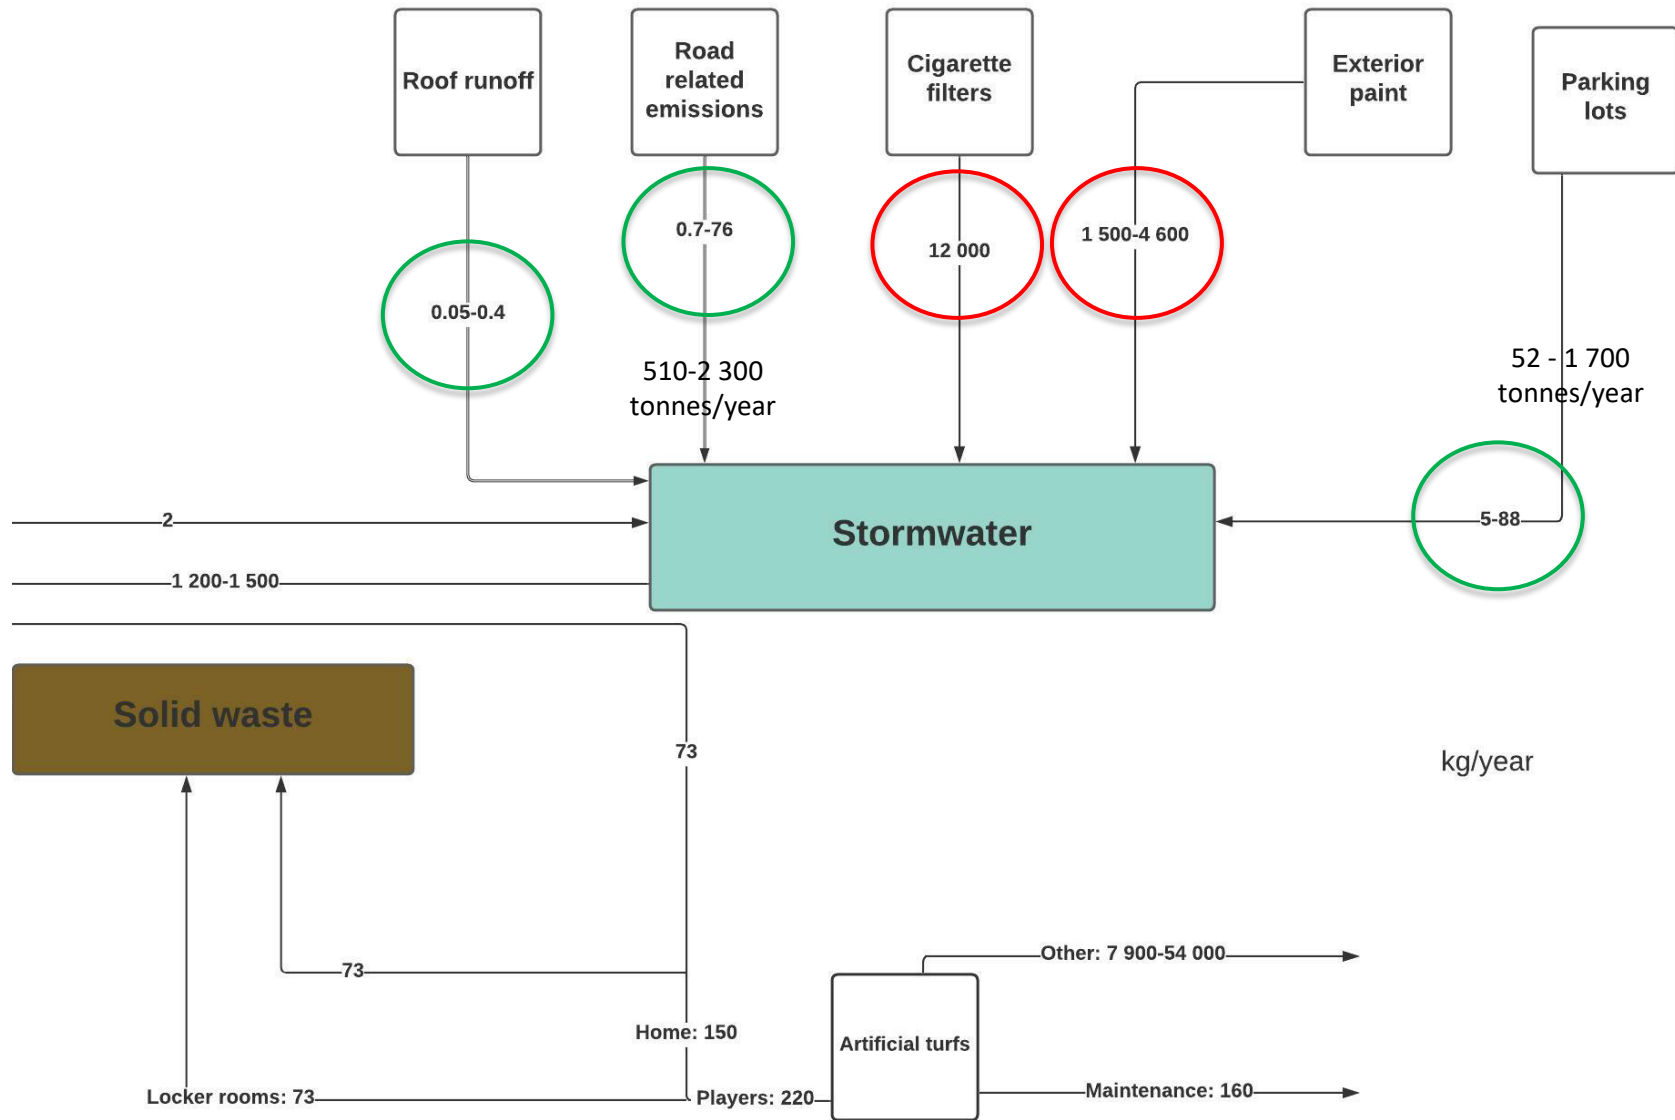 Roof runoff
Road
related
emissions
Cigarette
filters
Exterior
paint
Parking
lots
0.7-76
12 000
1 500-4 600
0.05-0.4
510-2 300
tonnes/year
52 - 1 700
tonnes/year
2
Stormwater
5-88
1 200-1 500
Solid waste
73
kg/year
73
Other: 7 900-54 000
Home: 150
Artificial turfs
Locker rooms: 73
Players: 220
Maintenance: 160